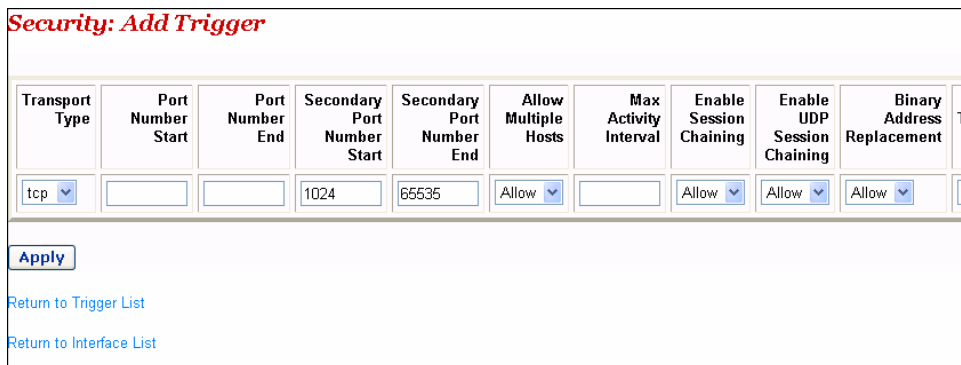 Security: Add Trigger
Transport Type
Port Number Start
Port Number End
Secondary Port Number Start
Secondary Port Number End
Allow Multiple Hosts
Max Activity Interval
Enable Session Chaining
Enable UDP Session Chaining
Binary Address Replacement
tcp
1024
65535
Allow
Allow
Allow
Allow
Apply
Return to Trigger List
Return to Interface List